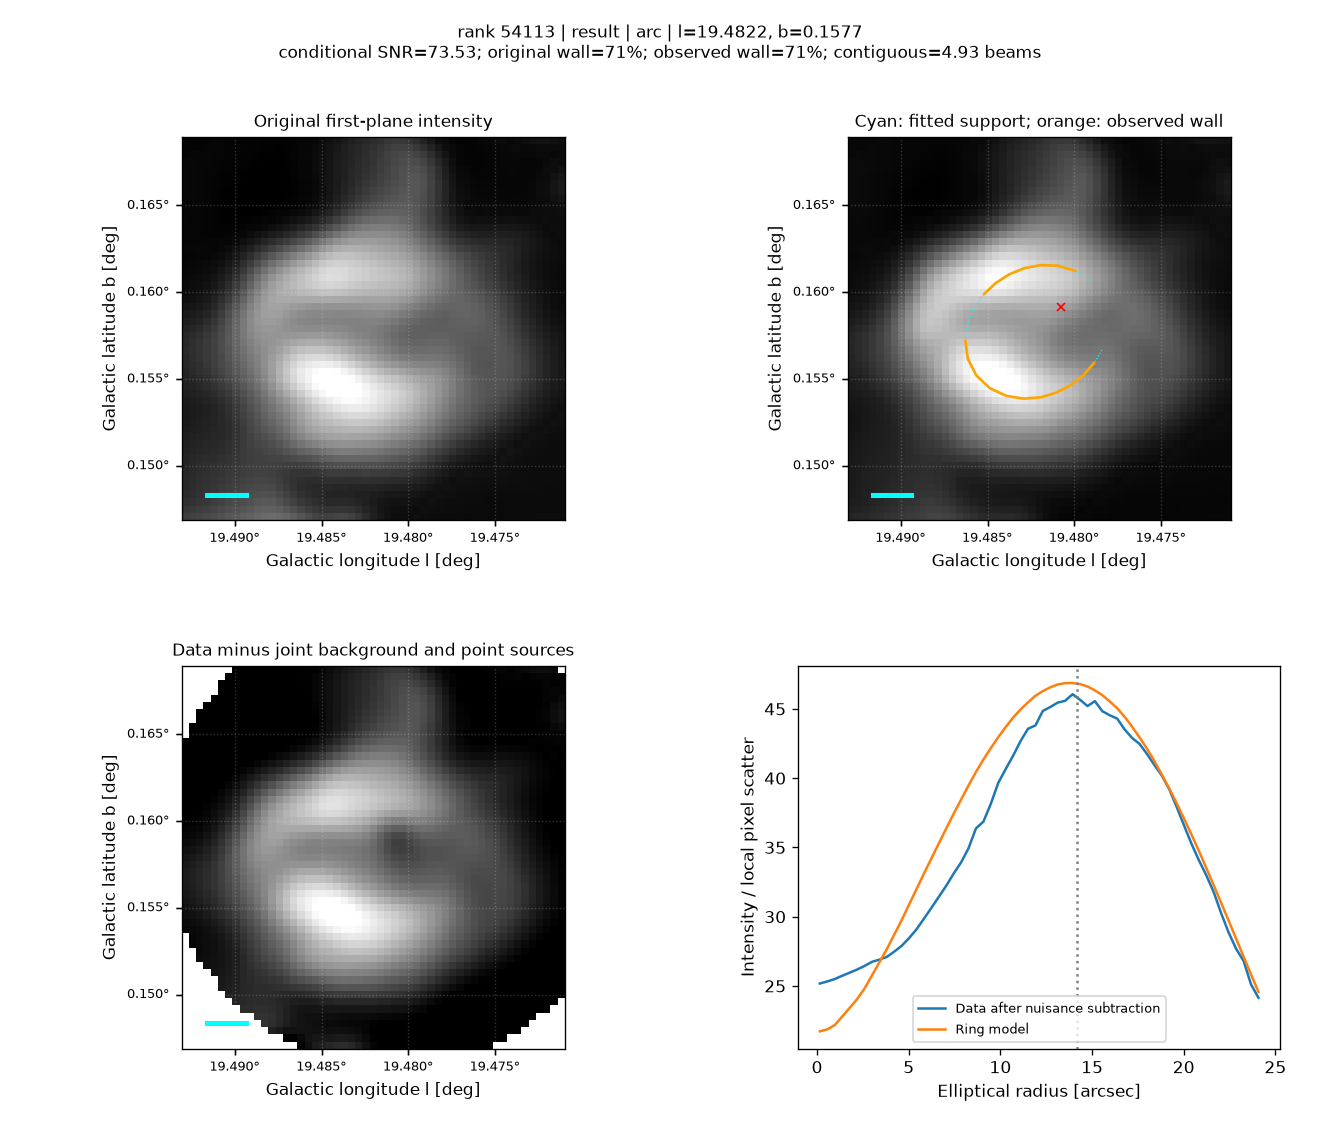 rank 54113 | result | arc | l=19.4822, b=0.1577
conditional SNR=73.53; original wall=71%; observed wall=71%; contiguous=4.93 beams
Original first-plane intensity
0.165°
0.160°
0.155°
0.150°
19.490° 19.485° 19.480° 19.475°
Galactic longitude l [deg]
Galactic latitude b [deg]
Cyan: fitted support; orange: observed wall
0.165°
0.160°
0.155°
0.150°
19.490° 19.485° 19.480° 19.475°
Galactic longitude l [deg]
Galactic latitude b [deg]
Data minus joint background and point sources
0.165°
0.160°
0.155°
0.150°
19.490° 19.485° 19.480° 19.475°
Galactic longitude l [deg]
Galactic latitude b [deg]
45
40
35
30
25
0 5 10 15 20 25
Elliptical radius [arcsec]
Intensity / local pixel scatter
Data after nuisance subtraction
Ring model